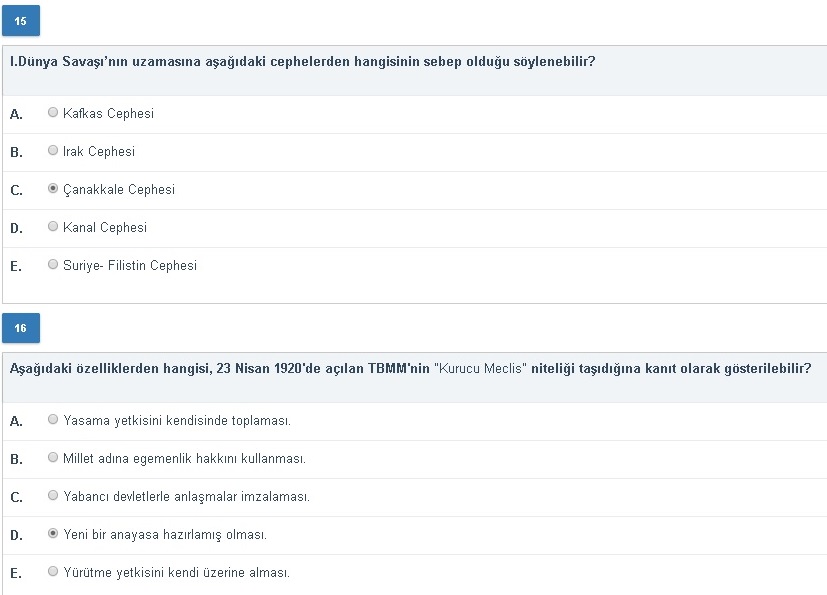 15
I.Dünya Savaşı'nın uzamasına aşağıdaki cephelerden hangisinin sebep olduğu söylenebilir?
A. Kafkas Cephesi
B. Irak Cephesi
C. Çanakkale Cephesi
D. Kanal Cephesi
E. Suriye- Filistin Cephesi
16
Aşağıdaki özelliklerden hangisi, 23 Nisan 1920'de açılan TBMM'nin "Kurucu Meclis" niteliği taşıdığına kanıt olarak gösterilebilir?
A. Yasama yetkisini kendisinde toplaması.
B. Millet adına egemenlik hakkını kullanması.
C. Yabancı devletlerle anlaşmalar imzalaması.
D. Yeni bir anayasa hazırlamış olması.
E. Yürütme yetkisini kendi üzerine alması.